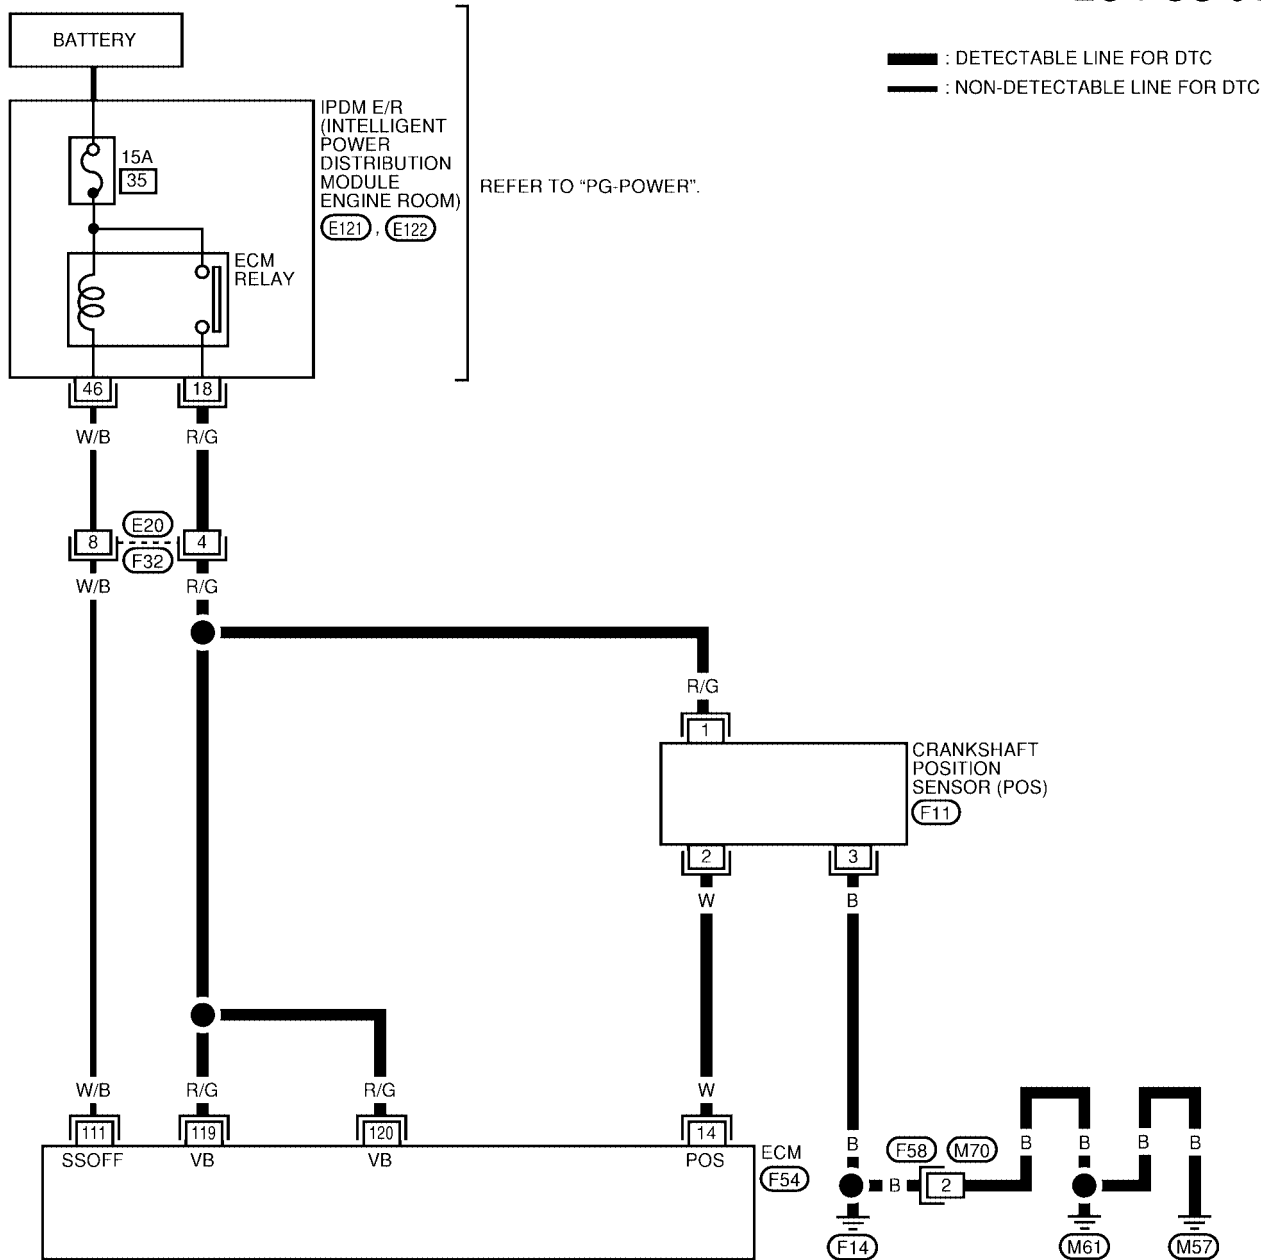 BATTERY
: DETECTABLE LINE FOR DTC
: NON-DETECTABLE LINE FOR DTC
IPDM E/R
(INTELLIGENT
POWER
DISTRIBUTION
MODULE
ENGINE ROOM)
E121 , E122
15A
35
REFER TO “PG-POWER”.
ECM
RELAY
46
18
W/B
R/G
E20
8
4
F32
W/B
R/G
R/G
1
CRANKSHAFT
POSITION
SENSOR (POS)
F11
2
3
W
B
W/B
R/G
R/G
W
111
119
120
14
SSOFF
VB
VB
POS
ECM
F54
B
F58
M70
B
B
B
B
B
2
F14
M61
M57